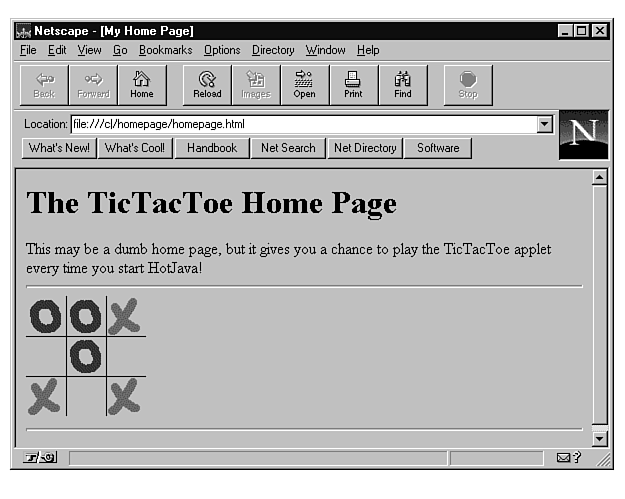 Netscape - [My Home Page]
File Edit View Go Bookmarks Options Directory Window Help
Back Forward Home Reload Images Open Print Find Stop
Location: file:///c|/homepage/homepage.html
N
What's New! What's Cool! Handbook Net Search Net Directory Software
The TicTacToe Home Page
This may be a dumb home page, but it gives you a chance to play the TicTacToe applet
every time you start HotJava!
O O X
O
X X
?